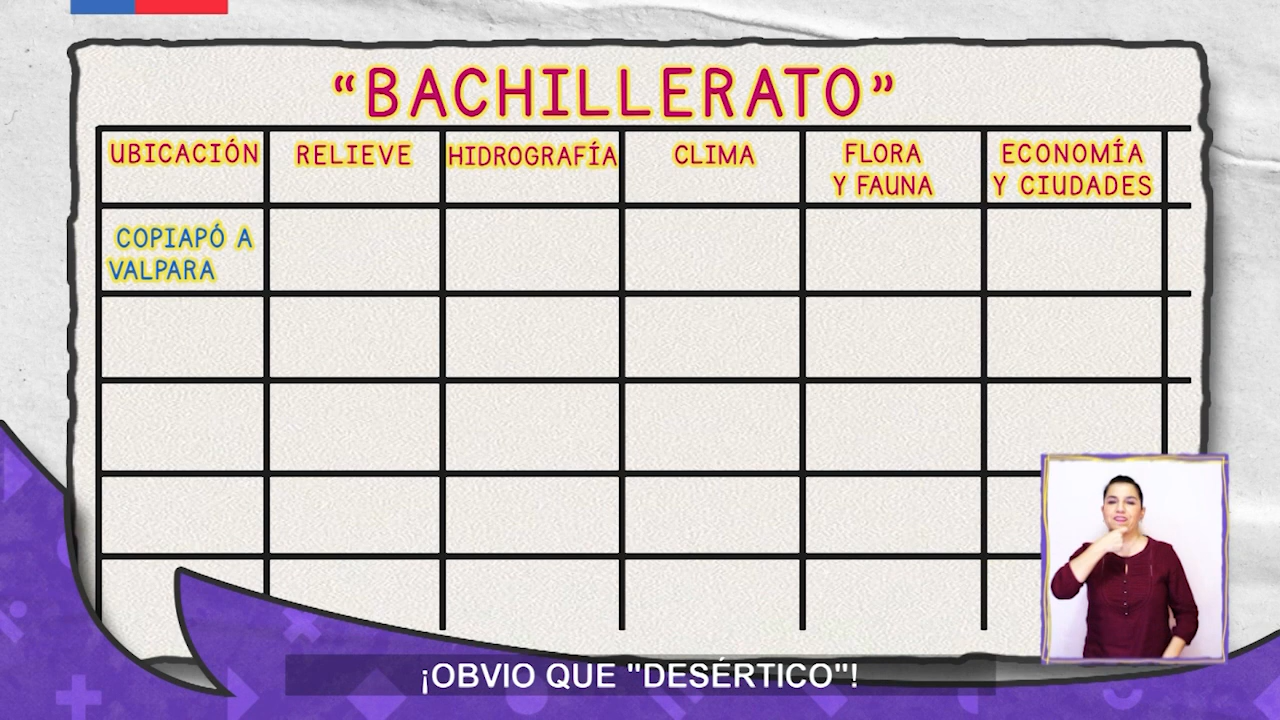 “BACHILLERATO”
UBICACIÓN
RELIEVE
HIDROGRAFÍA
CLIMA
FLORA
Y FAUNA
ECONOMÍA
Y CIUDADES
COPIAPÓ A
VALPARA
¡OBVIO QUE "DESÉRTICO"!